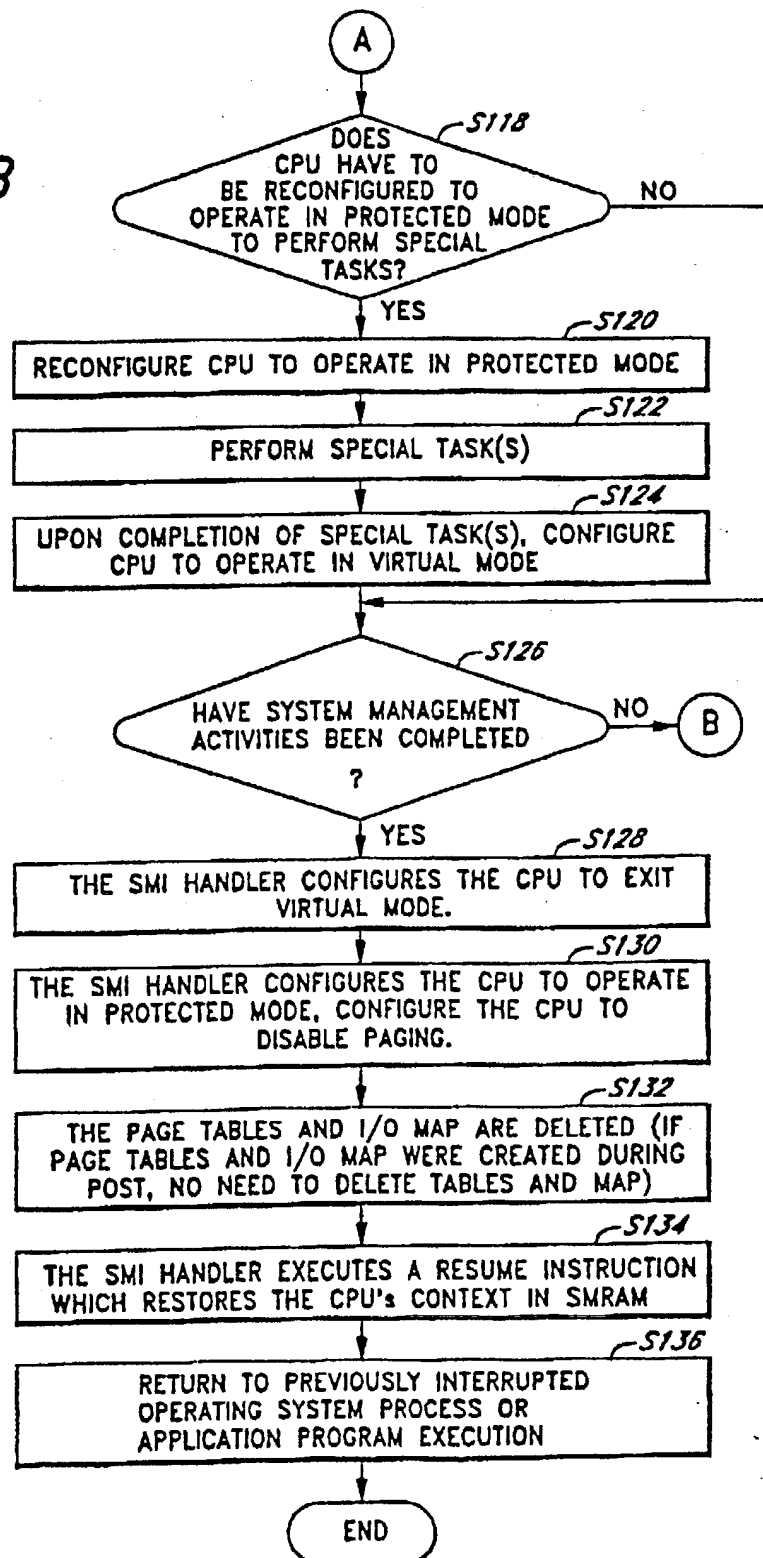 A
S118
DOES
CPU HAVE TO
BE RECONFIGURED TO
OPERATE IN PROTECTED MODE
TO PERFORM SPECIAL
TASKS?
NO
B
YES
S120
RECONFIGURE CPU TO OPERATE IN PROTECTED MODE
S122
PERFORM SPECIAL TASK(S)
S124
UPON COMPLETION OF SPECIAL TASK(S), CONFIGURE
CPU TO OPERATE IN VIRTUAL MODE
S126
HAVE SYSTEM MANAGEMENT
ACTIVITIES BEEN COMPLETED
?
NO
B
YES
S128
THE SMI HANDLER CONFIGURES THE CPU TO EXIT
VIRTUAL MODE.
S130
THE SMI HANDLER CONFIGURES THE CPU TO OPERATE
IN PROTECTED MODE, CONFIGURE THE CPU TO
DISABLE PAGING.
S132
THE PAGE TABLES AND I/O MAP ARE DELETED (IF
PAGE TABLES AND I/O MAP WERE CREATED DURING
POST, NO NEED TO DELETE TABLES AND MAP)
S134
THE SMI HANDLER EXECUTES A RESUME INSTRUCTION
WHICH RESTORES THE CPU's CONTEXT IN SMRAM
S136
RETURN TO PREVIOUSLY INTERRUPTED
OPERATING SYSTEM PROCESS OR
APPLICATION PROGRAM EXECUTION
END